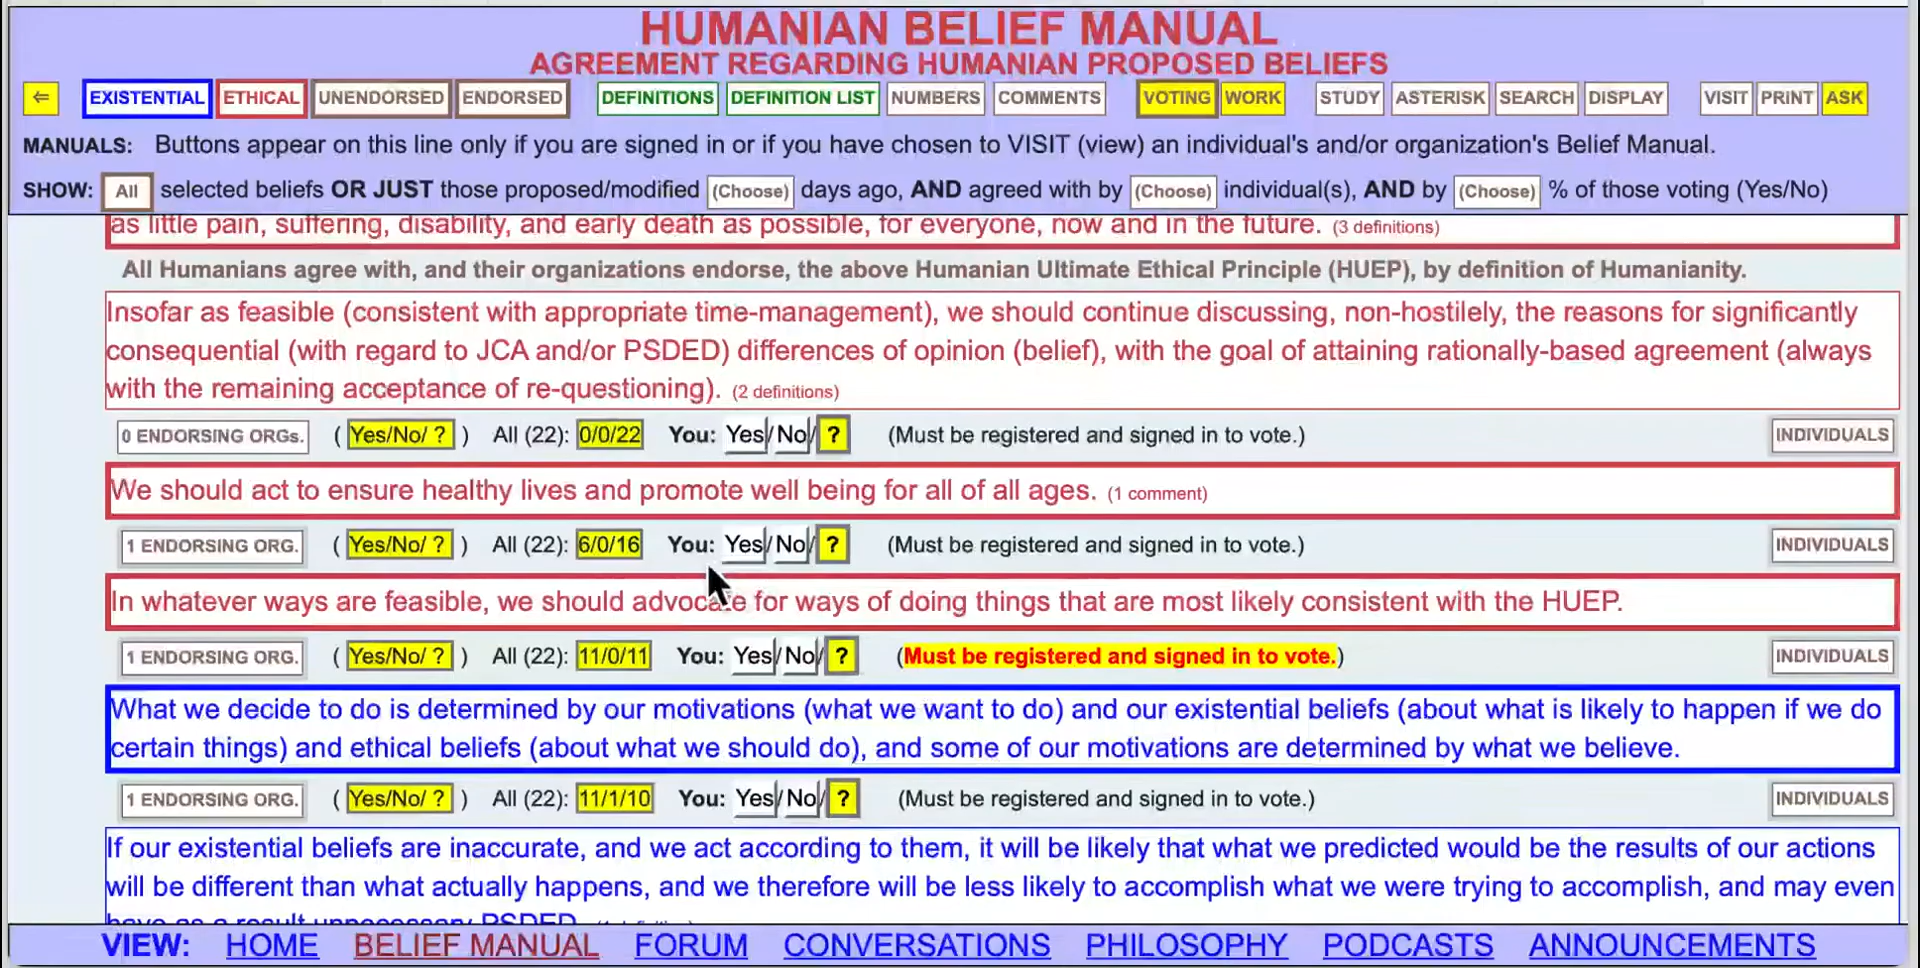 HUMANIAN BELIEF MANUAL
AGREEMENT REGARDING HUMANIAN PROPOSED BELIEFS
⇐ EXISTENTIAL ETHICAL UNENDORSED ENDORSED DEFINITIONS DEFINITION LIST NUMBERS COMMENTS VOTING WORK STUDY ASTERISK SEARCH DISPLAY VISIT PRINT ASK
MANUALS: Buttons appear on this line only if you are signed in or if you have chosen to VISIT (view) an individual's and/or organization's Belief Manual.
SHOW: All selected beliefs OR JUST those proposed/modified (Choose) days ago, AND agreed with by (Choose) individual(s), AND by (Choose) % of those voting (Yes/No)
as little pain, suffering, disability, and early death as possible, for everyone, now and in the future. (3 definitions)
All Humanians agree with, and their organizations endorse, the above Humanian Ultimate Ethical Principle (HUEP), by definition of Humanianity.
Insofar as feasible (consistent with appropriate time-management), we should continue discussing, non-hostilely, the reasons for significantly
consequential (with regard to JCA and/or PSDED) differences of opinion (belief), with the goal of attaining rationally-based agreement (always
with the remaining acceptance of re-questioning). (2 definitions)
0 ENDORSING ORGs. ( Yes/No/ ? ) All (22): 0/0/22 You: Yes/ No/ ? (Must be registered and signed in to vote.) INDIVIDUALS
We should act to ensure healthy lives and promote well being for all of all ages. (1 comment)
1 ENDORSING ORG. ( Yes/No/ ? ) All (22): 6/0/16 You: Yes/ No/ ? (Must be registered and signed in to vote.) INDIVIDUALS
In whatever ways are feasible, we should advocate for ways of doing things that are most likely consistent with the HUEP.
1 ENDORSING ORG. ( Yes/No/ ? ) All (22): 11/0/11 You: Yes/ No/ ? (Must be registered and signed in to vote.) INDIVIDUALS
What we decide to do is determined by our motivations (what we want to do) and our existential beliefs (about what is likely to happen if we do
certain things) and ethical beliefs (about what we should do), and some of our motivations are determined by what we believe.
1 ENDORSING ORG. ( Yes/No/ ? ) All (22): 11/1/10 You: Yes/ No/ ? (Must be registered and signed in to vote.) INDIVIDUALS
If our existential beliefs are inaccurate, and we act according to them, it will be likely that what we predicted would be the results of our actions
will be different than what actually happens, and we therefore will be less likely to accomplish what we were trying to accomplish, and may even
have as a result unnecessary PSDED.
VIEW: HOME BELIEF MANUAL FORUM CONVERSATIONS PHILOSOPHY PODCASTS ANNOUNCEMENTS